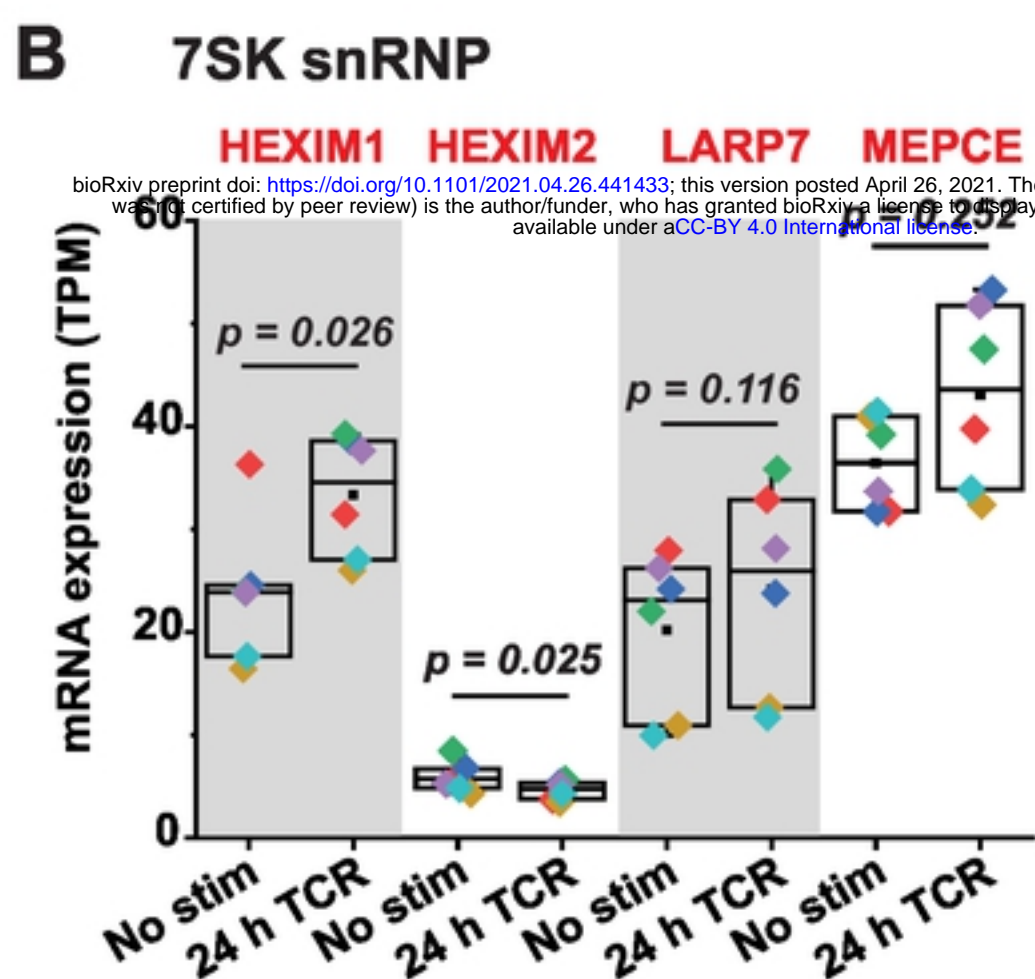 B 7SK snRNP
HEXIM1 HEXIM2 LARP7 MEPCE
bioRxiv preprint doi: https://doi.org/10.1101/2021.04.26.441433; this version posted April 26, 2021. The
was not certified by peer review) is the author/funder, who has granted bioRxiv a license to display
available under aCC-BY 4.0 International license.
p = 0.252
p = 0.026
p = 0.116
p = 0.025
mRNA expression (TPM)
60
40
20
0
No stim 24 h TCR No stim 24 h TCR No stim 24 h TCR No stim 24 h TCR